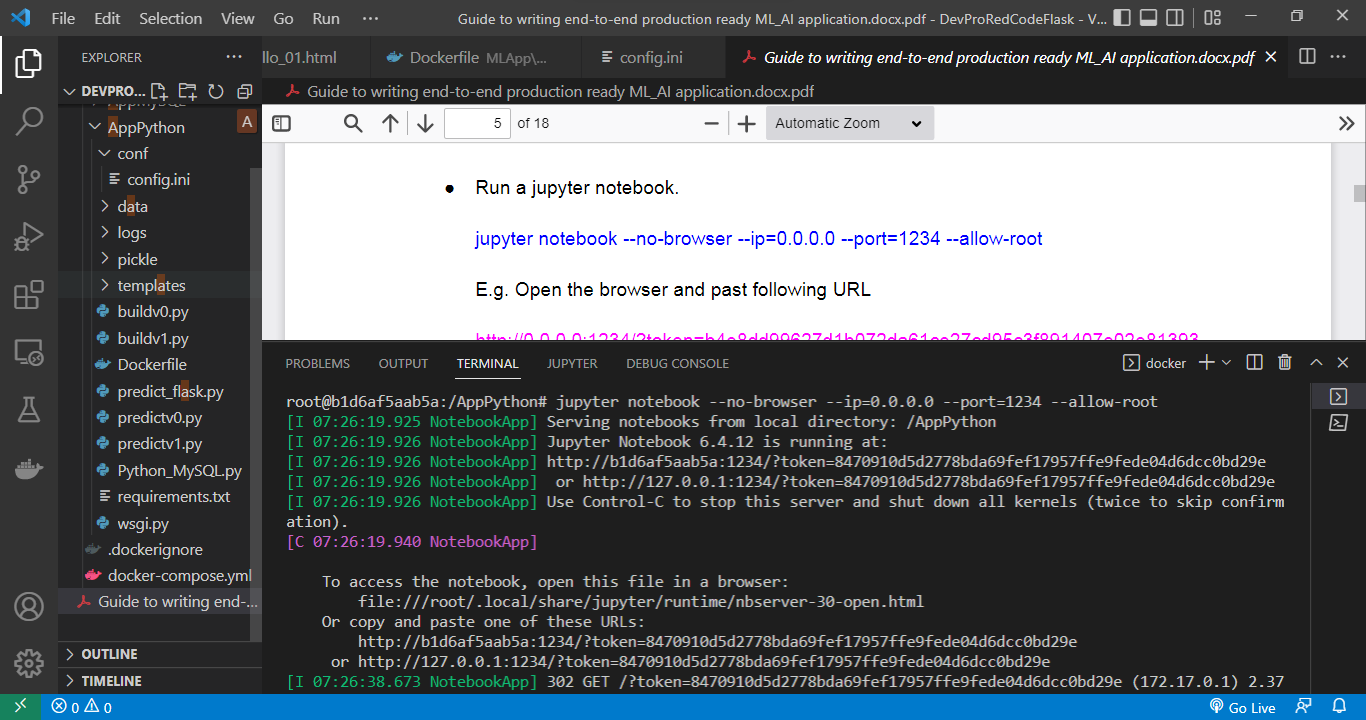 File Edit Selection View Go Run ··· Guide to writing end-to-end production ready ML_AI application.docx.pdf - DevProRedCodeFlask - V...
EXPLORER ···
llo_01.html Dockerfile MLApp\... config.ini Guide to writing end-to-end production ready ML_AI application.docx.pdf ···
DEVPRO...
Guide to writing end-to-end production ready ML_AI application.docx.pdf
5 of 18 Automatic Zoom
AppMySQL
AppPython A
conf
config.ini
data
logs
pickle
templates
buildv0.py
buildv1.py
Dockerfile
predict_flask.py
predictv0.py
predictv1.py
Python_MySQL.py
requirements.txt
wsgi.py
.dockerignore
docker-compose.yml
Guide to writing end-...
OUTLINE
TIMELINE
● Run a jupyter notebook.
jupyter notebook --no-browser --ip=0.0.0.0 --port=1234 --allow-root
E.g. Open the browser and past following URL
PROBLEMS OUTPUT TERMINAL JUPYTER DEBUG CONSOLE docker
root@b1d6af5aab5a:/AppPython# jupyter notebook --no-browser --ip=0.0.0.0 --port=1234 --allow-root
[I 07:26:19.925 NotebookApp] Serving notebooks from local directory: /AppPython
[I 07:26:19.926 NotebookApp] Jupyter Notebook 6.4.12 is running at:
[I 07:26:19.926 NotebookApp] http://b1d6af5aab5a:1234/?token=8470910d5d2778bda69fef17957ffe9fede04d6dcc0bd29e
[I 07:26:19.926 NotebookApp]  or http://127.0.0.1:1234/?token=8470910d5d2778bda69fef17957ffe9fede04d6dcc0bd29e
[I 07:26:19.926 NotebookApp] Use Control-C to stop this server and shut down all kernels (twice to skip confirm
ation).
[C 07:26:19.940 NotebookApp]
To access the notebook, open this file in a browser:
file:///root/.local/share/jupyter/runtime/nbserver-30-open.html
Or copy and paste one of these URLs:
http://b1d6af5aab5a:1234/?token=8470910d5d2778bda69fef17957ffe9fede04d6dcc0bd29e
or http://127.0.0.1:1234/?token=8470910d5d2778bda69fef17957ffe9fede04d6dcc0bd29e
[I 07:26:38.673 NotebookApp] 302 GET /?token=8470910d5d2778bda69fef17957ffe9fede04d6dcc0bd29e (172.17.0.1) 2.37
0 0 Go Live